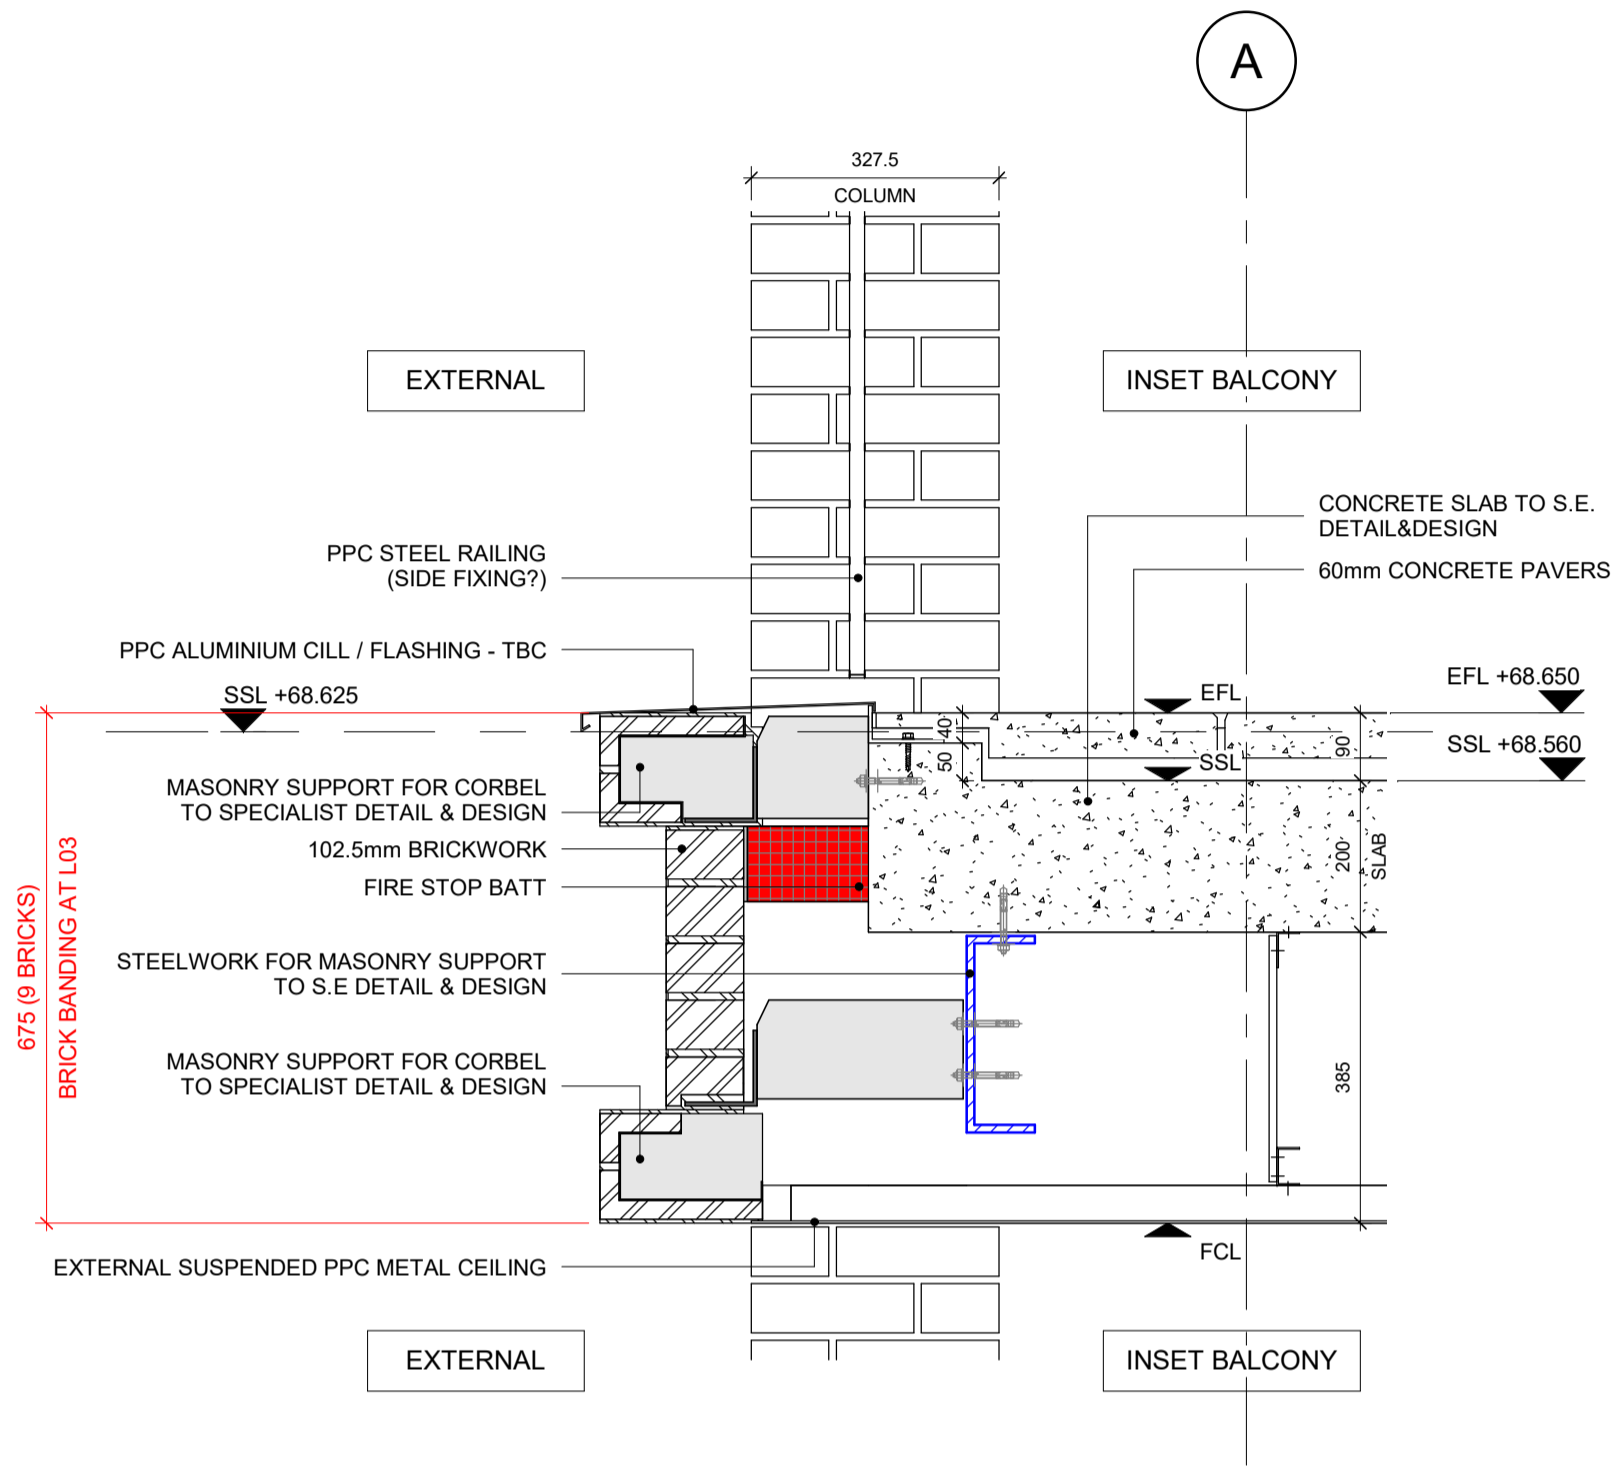 A
327.5
COLUMN
EXTERNAL
INSET BALCONY
CONCRETE SLAB TO S.E.
DETAIL&DESIGN
60mm CONCRETE PAVERS
PPC STEEL RAILING
(SIDE FIXING?)
PPC ALUMINIUM CILL / FLASHING - TBC
SSL +68.625
EFL
EFL +68.650
40
90
SSL +68.560
SSL
50
MASONRY SUPPORT FOR CORBEL
TO SPECIALIST DETAIL & DESIGN
102.5mm BRICKWORK
FIRE STOP BATT
200
SLAB
675 (9 BRICKS)
BRICK BANDING AT L03
STEELWORK FOR MASONRY SUPPORT
TO S.E DETAIL & DESIGN
MASONRY SUPPORT FOR CORBEL
TO SPECIALIST DETAIL & DESIGN
385
FCL
EXTERNAL SUSPENDED PPC METAL CEILING
EXTERNAL
INSET BALCONY